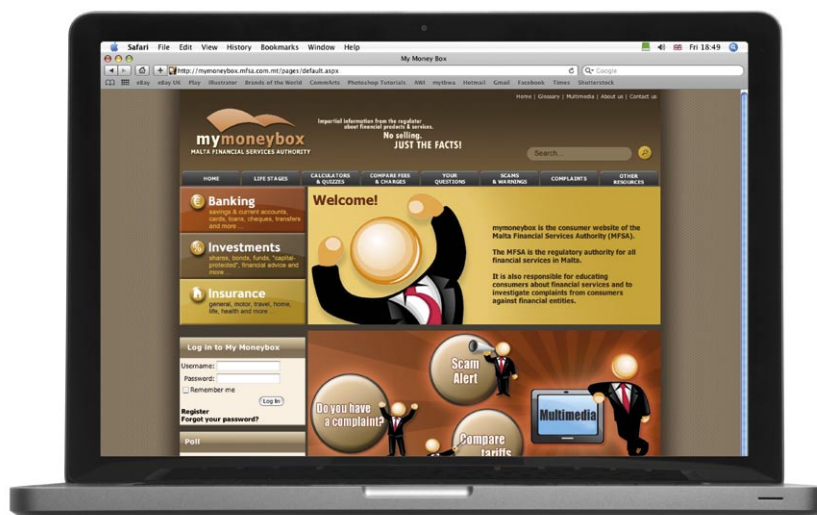 Safari File Edit View History Bookmarks Window Help
Fri 18:49
My Money Box
http://mymoneybox.mfsa.com.mt/pages/default.aspx
Google
eBay eBay UK Play Illustrator Brands of the World CommArts Photoshop Tutorials AWI mythwa Hotmail Gmail Facebook Times Shutterstock
Home | Glossary | Multimedia | About us | Contact us
mymoneybox
MALTA FINANCIAL SERVICES AUTHORITY
Impartial information from the regulator
about financial products & services.
No selling.
JUST THE FACTS!
Search...
HOME
LIFE STAGES
CALCULATORS
& QUIZZES
COMPARE FEES
& CHARGES
YOUR
QUESTIONS
SCAMS
& WARNINGS
COMPLAINTS
OTHER
RESOURCES
Banking
savings & current accounts,
cards, loans, cheques, transfers
and more ...
Investments
shares, bonds, funds, "capital-
protected", financial advice and
more ...
Insurance
general, motor, travel, home,
life, health and more ...
Welcome!
mymoneybox is the consumer website of the
Malta Financial Services Authority (MFSA).
The MFSA is the regulatory authority for all
financial services in Malta.
It is also responsible for educating
consumers about financial services and to
investigate complaints from consumers
against financial entities.
Log in to My Moneybox
Username:
Password:
Remember me
Log In
Register
Forgot your password?
Poll
Scam
Alert
Do you have
a complaint?
Compare
tariffs
Multimedia